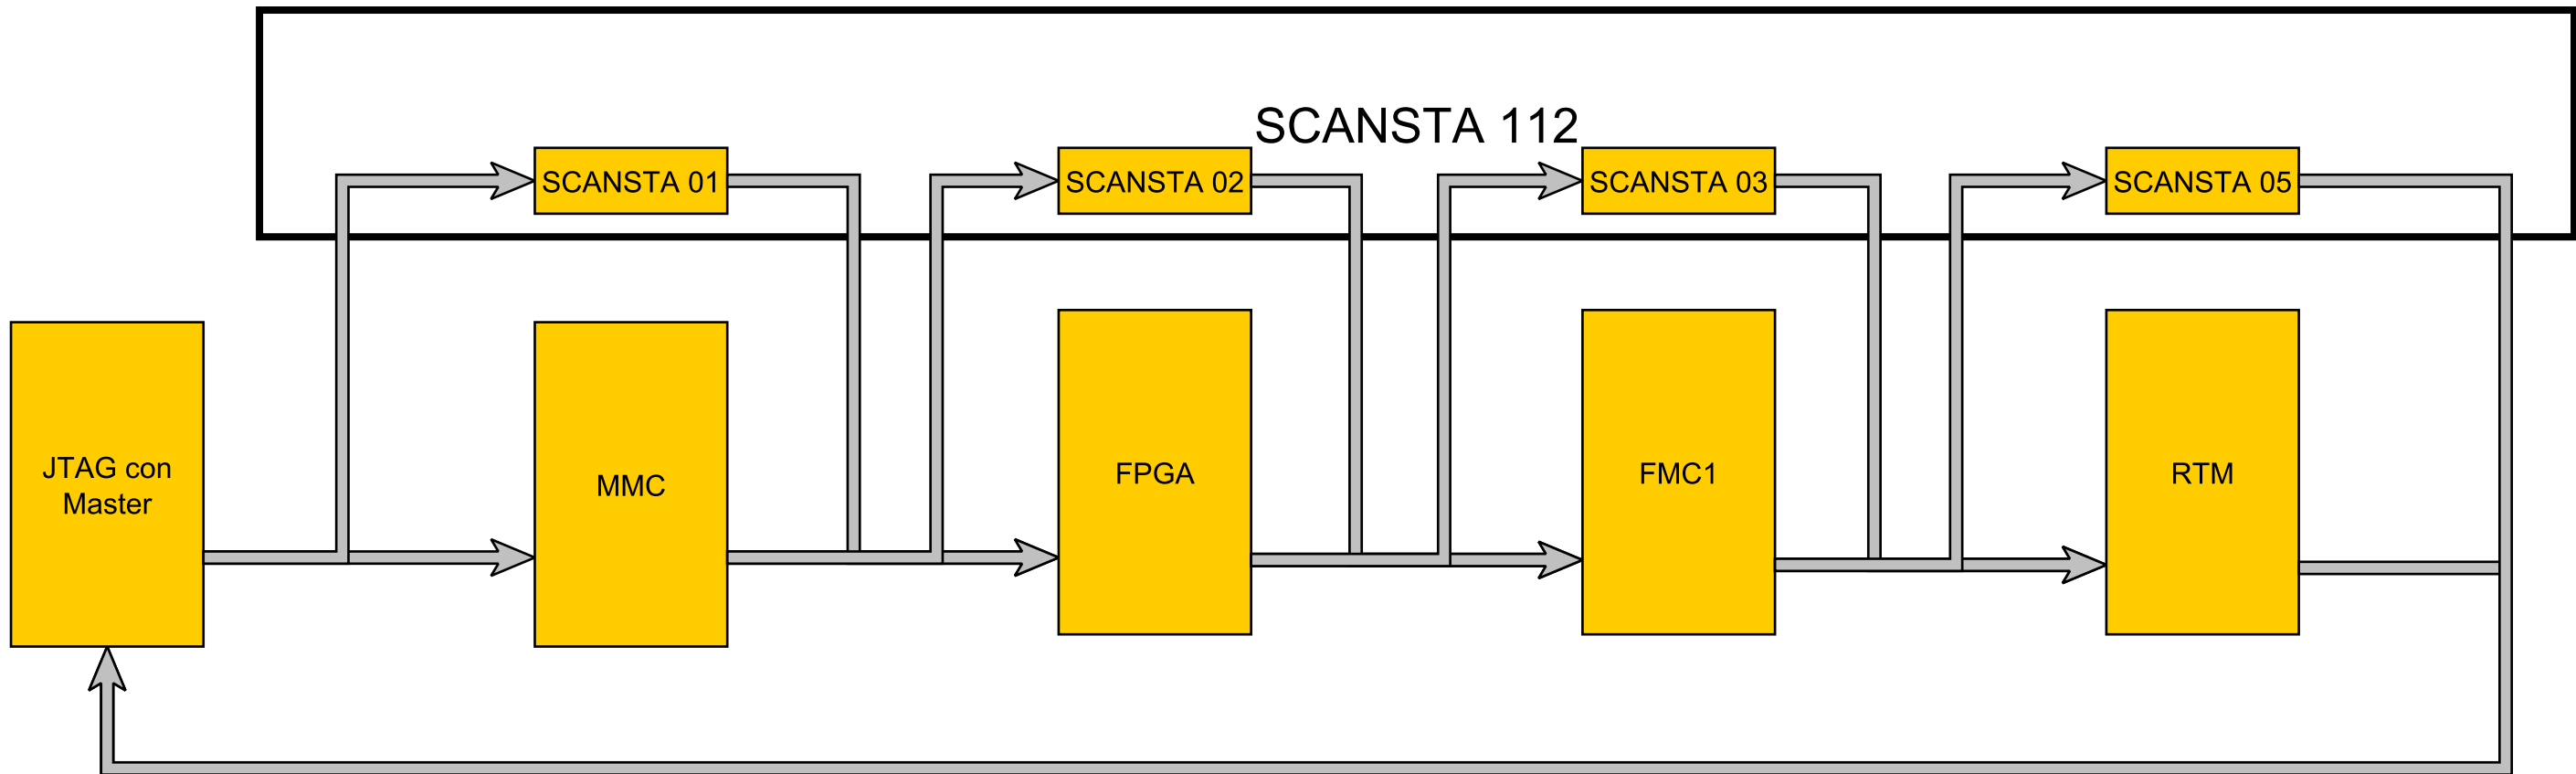 SCANSTA 112
SCANSTA 01
SCANSTA 02
SCANSTA 03
SCANSTA 05
JTAG con
Master
MMC
FPGA
FMC1
RTM